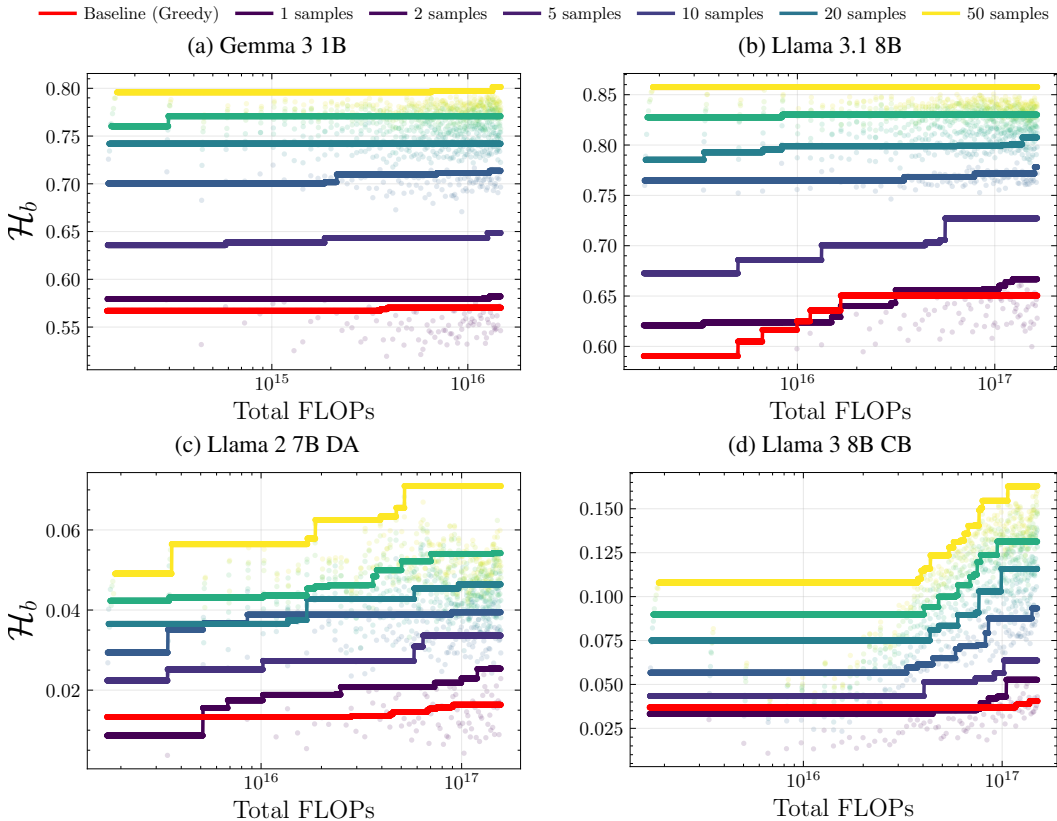 Baseline (Greedy) 1 samples 2 samples 5 samples 10 samples 20 samples 50 samples
(a) Gemma 3 1B
0.80
0.75
0.70
0.65
0.60
0.55
ℋ_b
10^15 10^16
Total FLOPs
(b) Llama 3.1 8B
0.85
0.80
0.75
0.70
0.65
0.60
10^16 10^17
Total FLOPs
(c) Llama 2 7B DA
0.06
0.04
0.02
ℋ_b
10^16 10^17
Total FLOPs
(d) Llama 3 8B CB
0.150
0.125
0.100
0.075
0.050
0.025
10^16 10^17
Total FLOPs